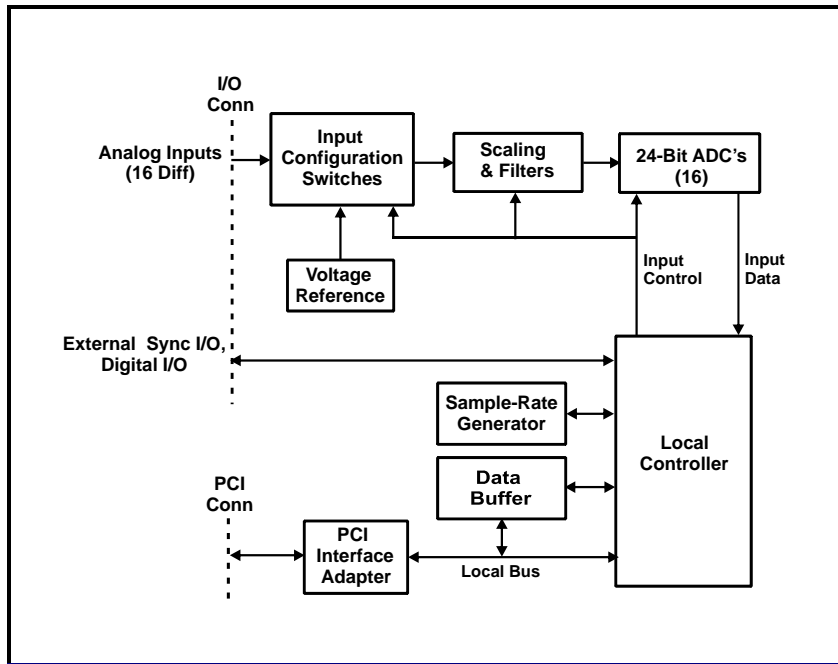 I/O
Conn
Analog Inputs
(16 Diff)
Input
Configuration
Switches
Scaling
& Filters
24-Bit ADC's
(16)
Voltage
Reference
Input
Control
Input
Data
External Sync I/O,
Digital I/O
Sample-Rate
Generator
Local
Controller
Data
Buffer
PCI
Conn
PCI
Interface
Adapter
Local Bus